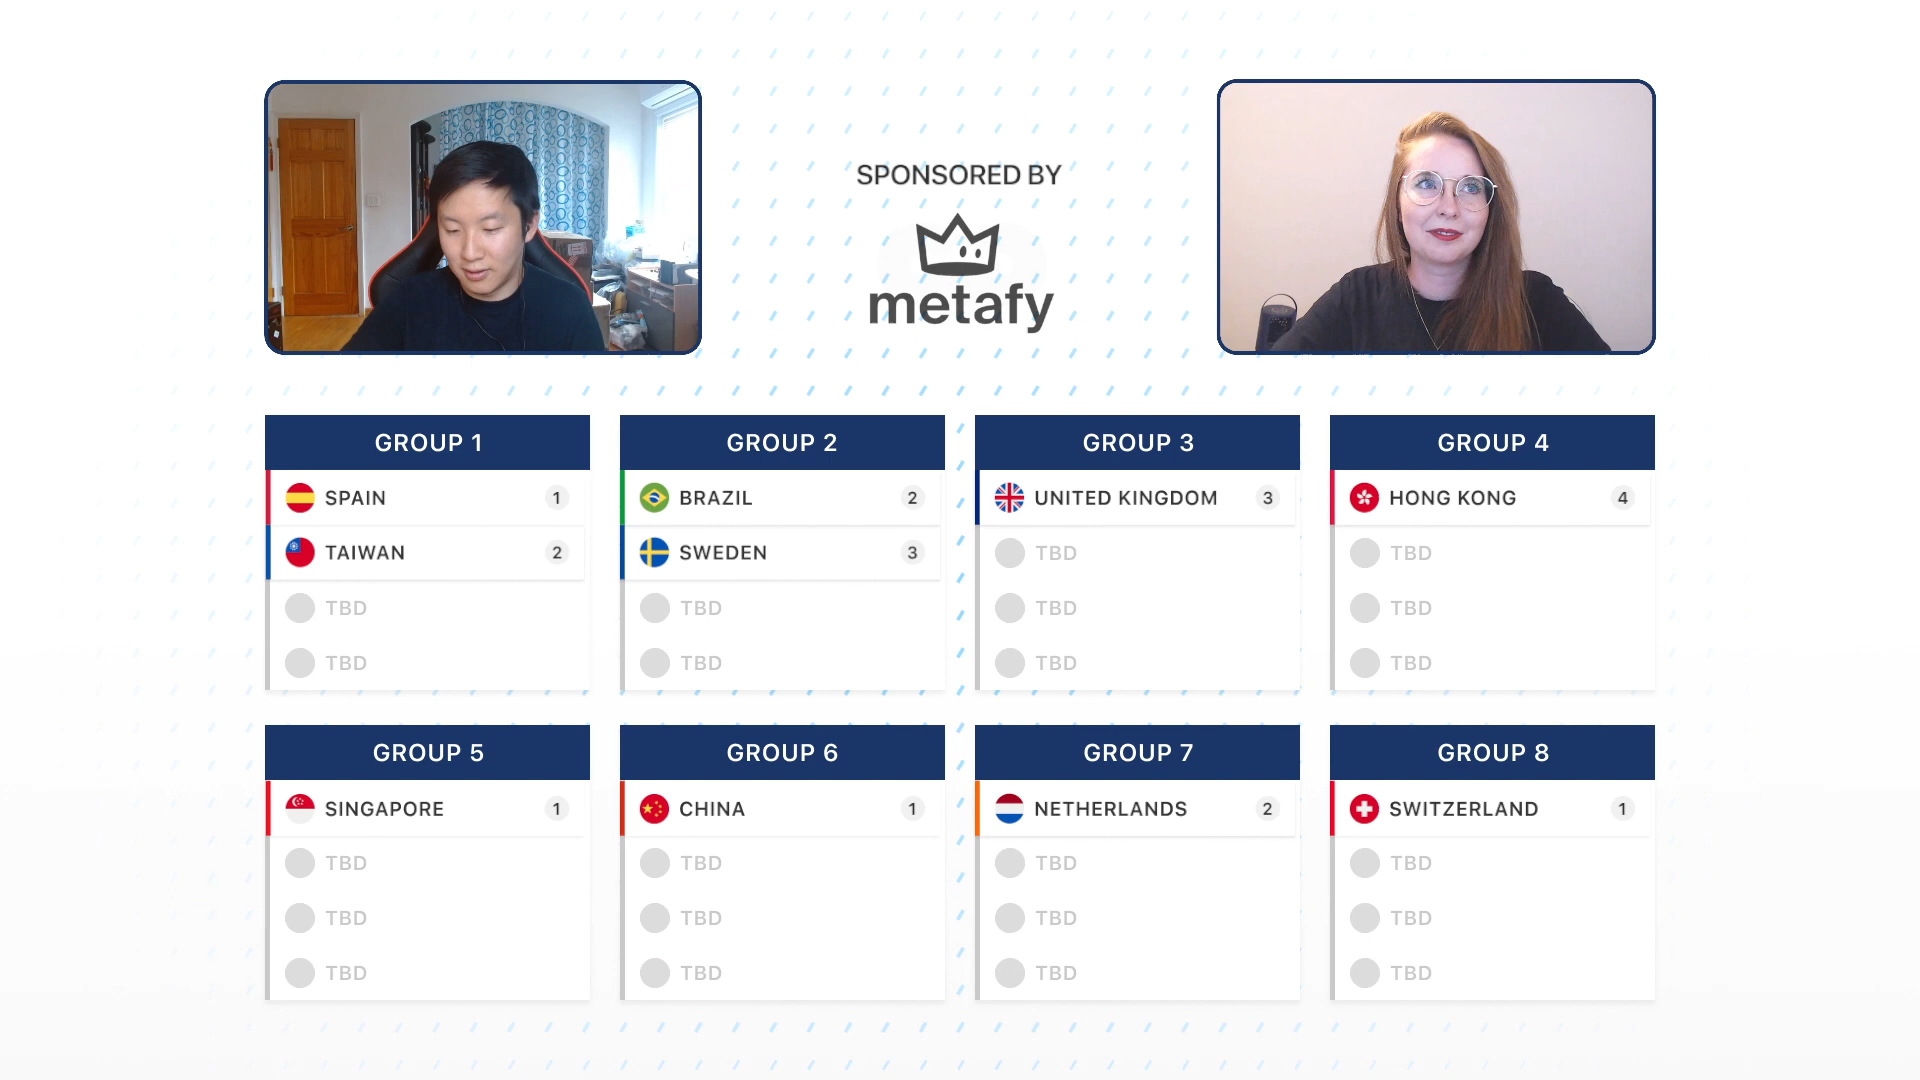 SPONSORED BY
metafy
GROUP 1
SPAIN 1
TAIWAN 2
TBD
TBD
GROUP 2
BRAZIL 2
SWEDEN 3
TBD
TBD
GROUP 3
UNITED KINGDOM 3
TBD
TBD
TBD
GROUP 4
HONG KONG 4
TBD
TBD
TBD
GROUP 5
SINGAPORE 1
TBD
TBD
TBD
GROUP 6
CHINA 1
TBD
TBD
TBD
GROUP 7
NETHERLANDS 2
TBD
TBD
TBD
GROUP 8
SWITZERLAND 1
TBD
TBD
TBD